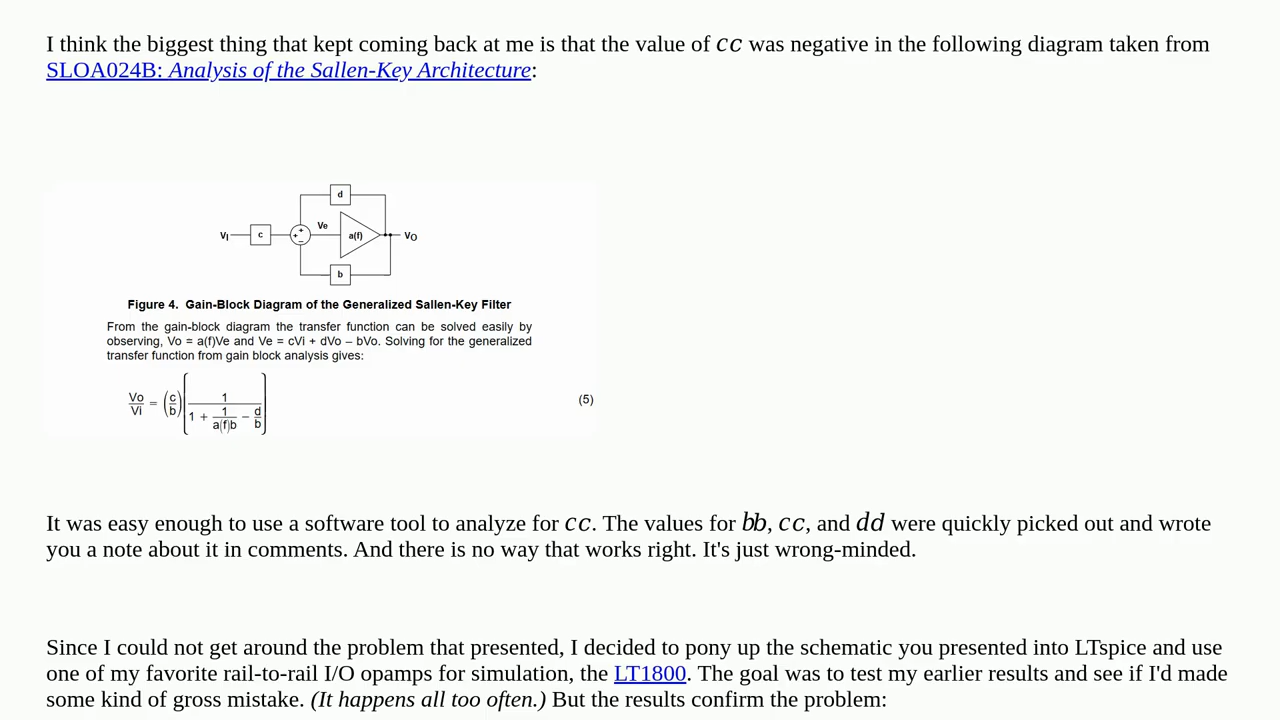 I think the biggest thing that kept coming back at me is that the value of cc was negative in the following diagram taken from
SLOA024B: Analysis of the Sallen-Key Architecture:
d
VI
c
+
+
−
Ve
a(f)
VO
b
Figure 4. Gain-Block Diagram of the Generalized Sallen-Key Filter
From the gain-block diagram the transfer function can be solved easily by
observing, Vo = a(f)Ve and Ve = cVi + dVo – bVo. Solving for the generalized
transfer function from gain block analysis gives:
Vo/Vi = (c/b) [1 / (1 + 1/a(f)b − d/b)] (5)
It was easy enough to use a software tool to analyze for cc. The values for bb, cc, and dd were quickly picked out and wrote
you a note about it in comments. And there is no way that works right. It's just wrong-minded.
Since I could not get around the problem that presented, I decided to pony up the schematic you presented into LTspice and use
one of my favorite rail-to-rail I/O opamps for simulation, the LT1800. The goal was to test my earlier results and see if I'd made
some kind of gross mistake. (It happens all too often.) But the results confirm the problem: